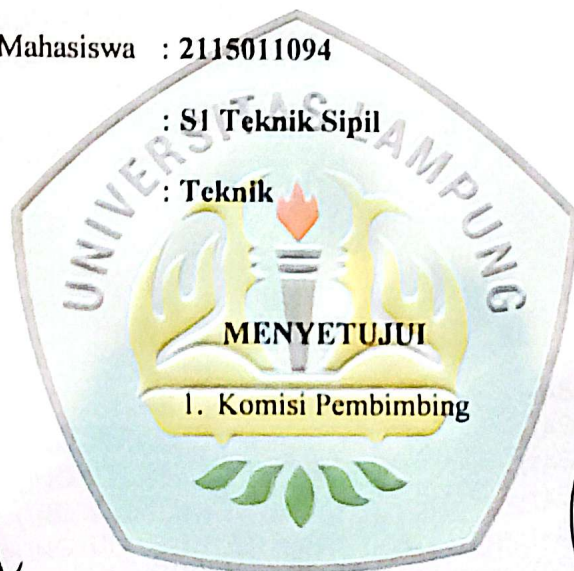 Mahasiswa : 2115011094
: S1 Teknik Sipil
: Teknik
UNIVERSITAS LAMPUNG
MENYETUJUI
1. Komisi Pembimbing